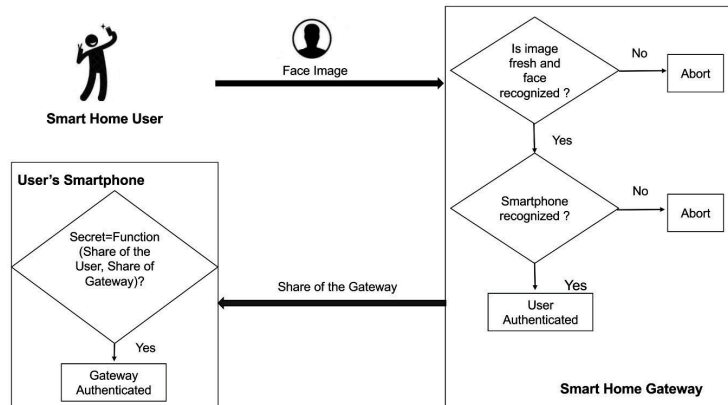 Smart Home User
Face Image
Is image
fresh and
face
recognized ?
No
Abort
Yes
Smartphone
recognized ?
No
Abort
Yes
User
Authenticated
Smart Home Gateway
Share of the Gateway
User's Smartphone
Secret=Function
(Share of the
User, Share of
Gateway)?
Yes
Gateway
Authenticated